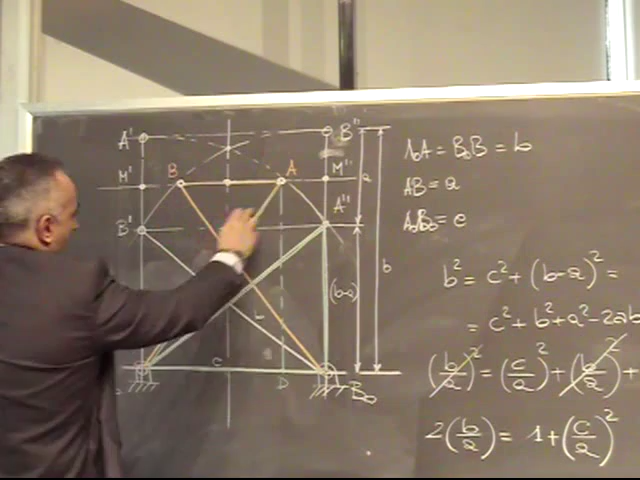 A' B"
M' B A M"
B' A"
a
b
(b-a)
b
c D B₀
A₀A = B₀B = b
AB = a
A₀B₀ = c
b² = c² + (b-a)² =
= c² + b² + a² - 2ab
(b/a)² = (c/a)² + (b/a)² +
2(b/a) = 1 + (c/a)²